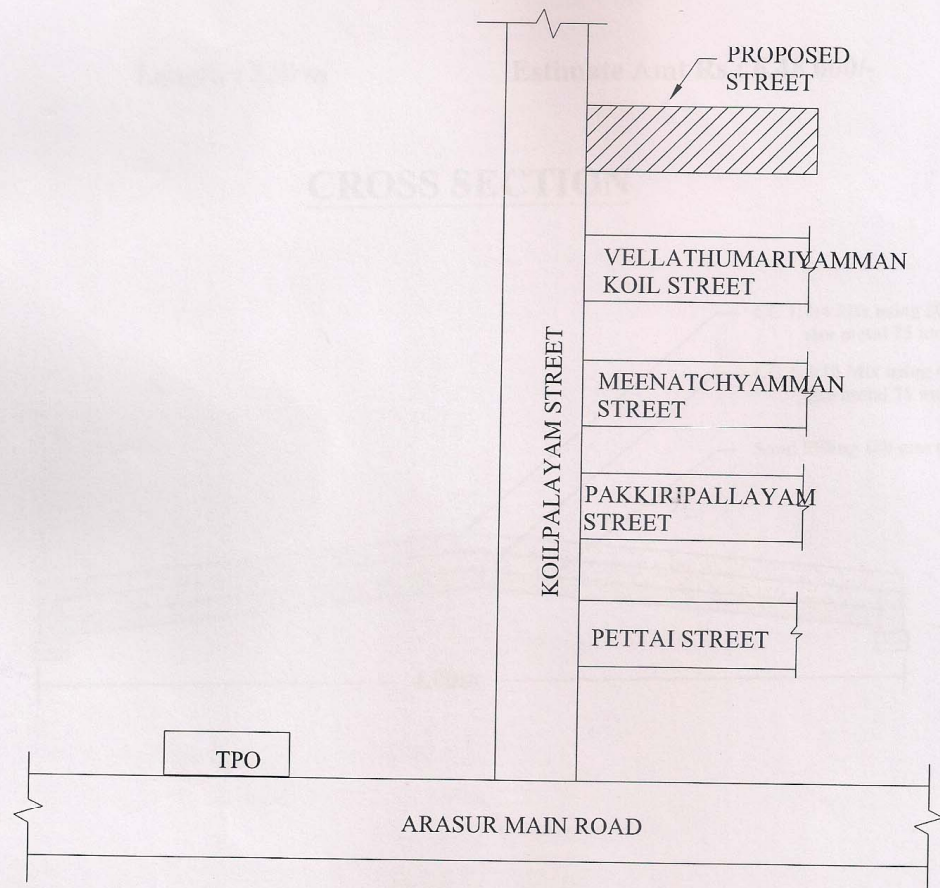 PROPOSED
STREET
CROSS SECTION
VELLATHUMARIYAMMAN
KOIL STREET
MEENATCHYAMMAN
STREET
KOILPALAYAM STREET
PAKKIRIPALLAYAM
STREET
PETTAI STREET
TPO
ARASUR MAIN ROAD